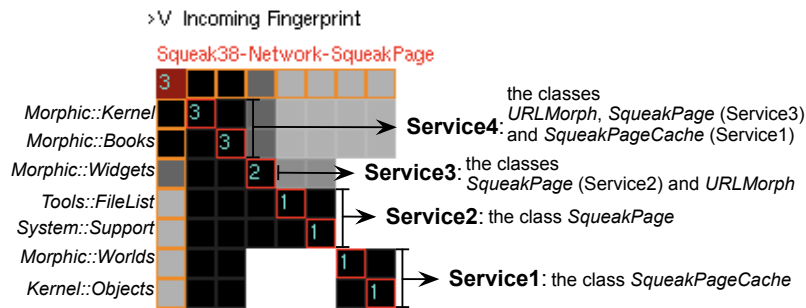 >V Incoming Fingerprint
Squeak38-Network-SqueakPage
3
the classes
Morphic::Kernel 3 URLMorph, SqueakPage (Service3)
Service4:
Morphic::Books 3 and SqueakPageCache (Service1)
Morphic::Widgets 2 Service3: the classes
SqueakPage (Service2) and URLMorph
Tools::FileList 1
Service2: the class SqueakPage
System::Support 1
Morphic::Worlds 1
Service1: the class SqueakPageCache
Kernel::Objects 1